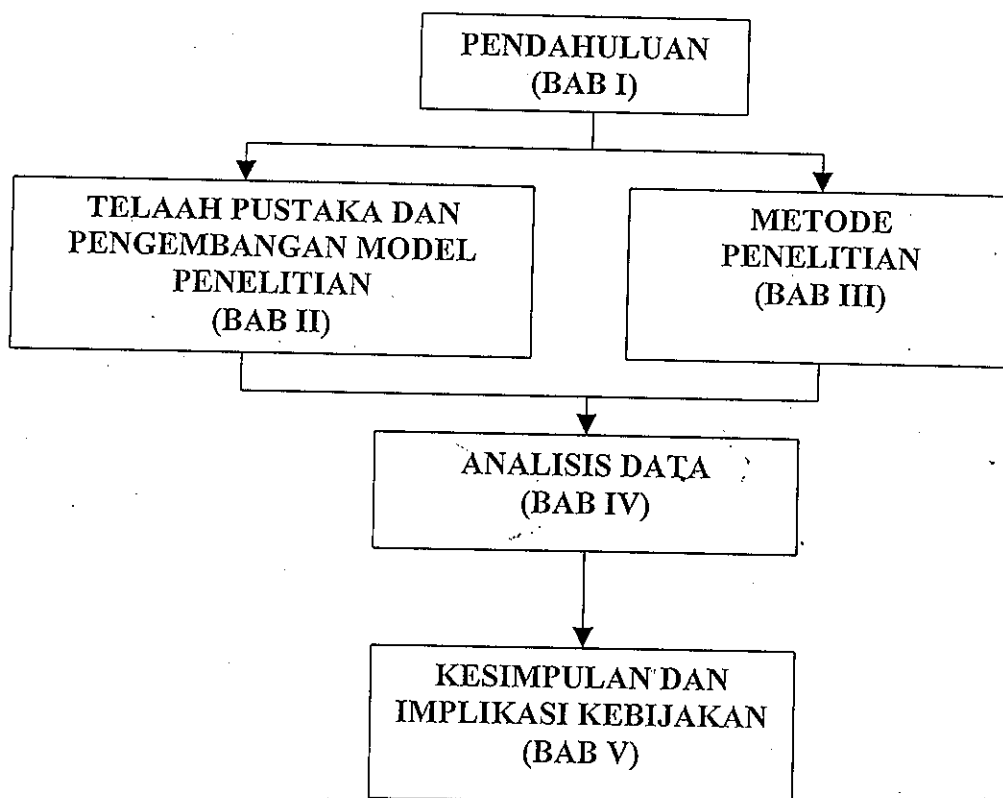 PENDAHULUAN
(BAB I)
TELAAH PUSTAKA DAN
PENGEMBANGAN MODEL
PENELITIAN
(BAB II)
METODE
PENELITIAN
(BAB III)
ANALISIS DATA
(BAB IV)
KESIMPULAN DAN
IMPLIKASI KEBIJAKAN
(BAB V)